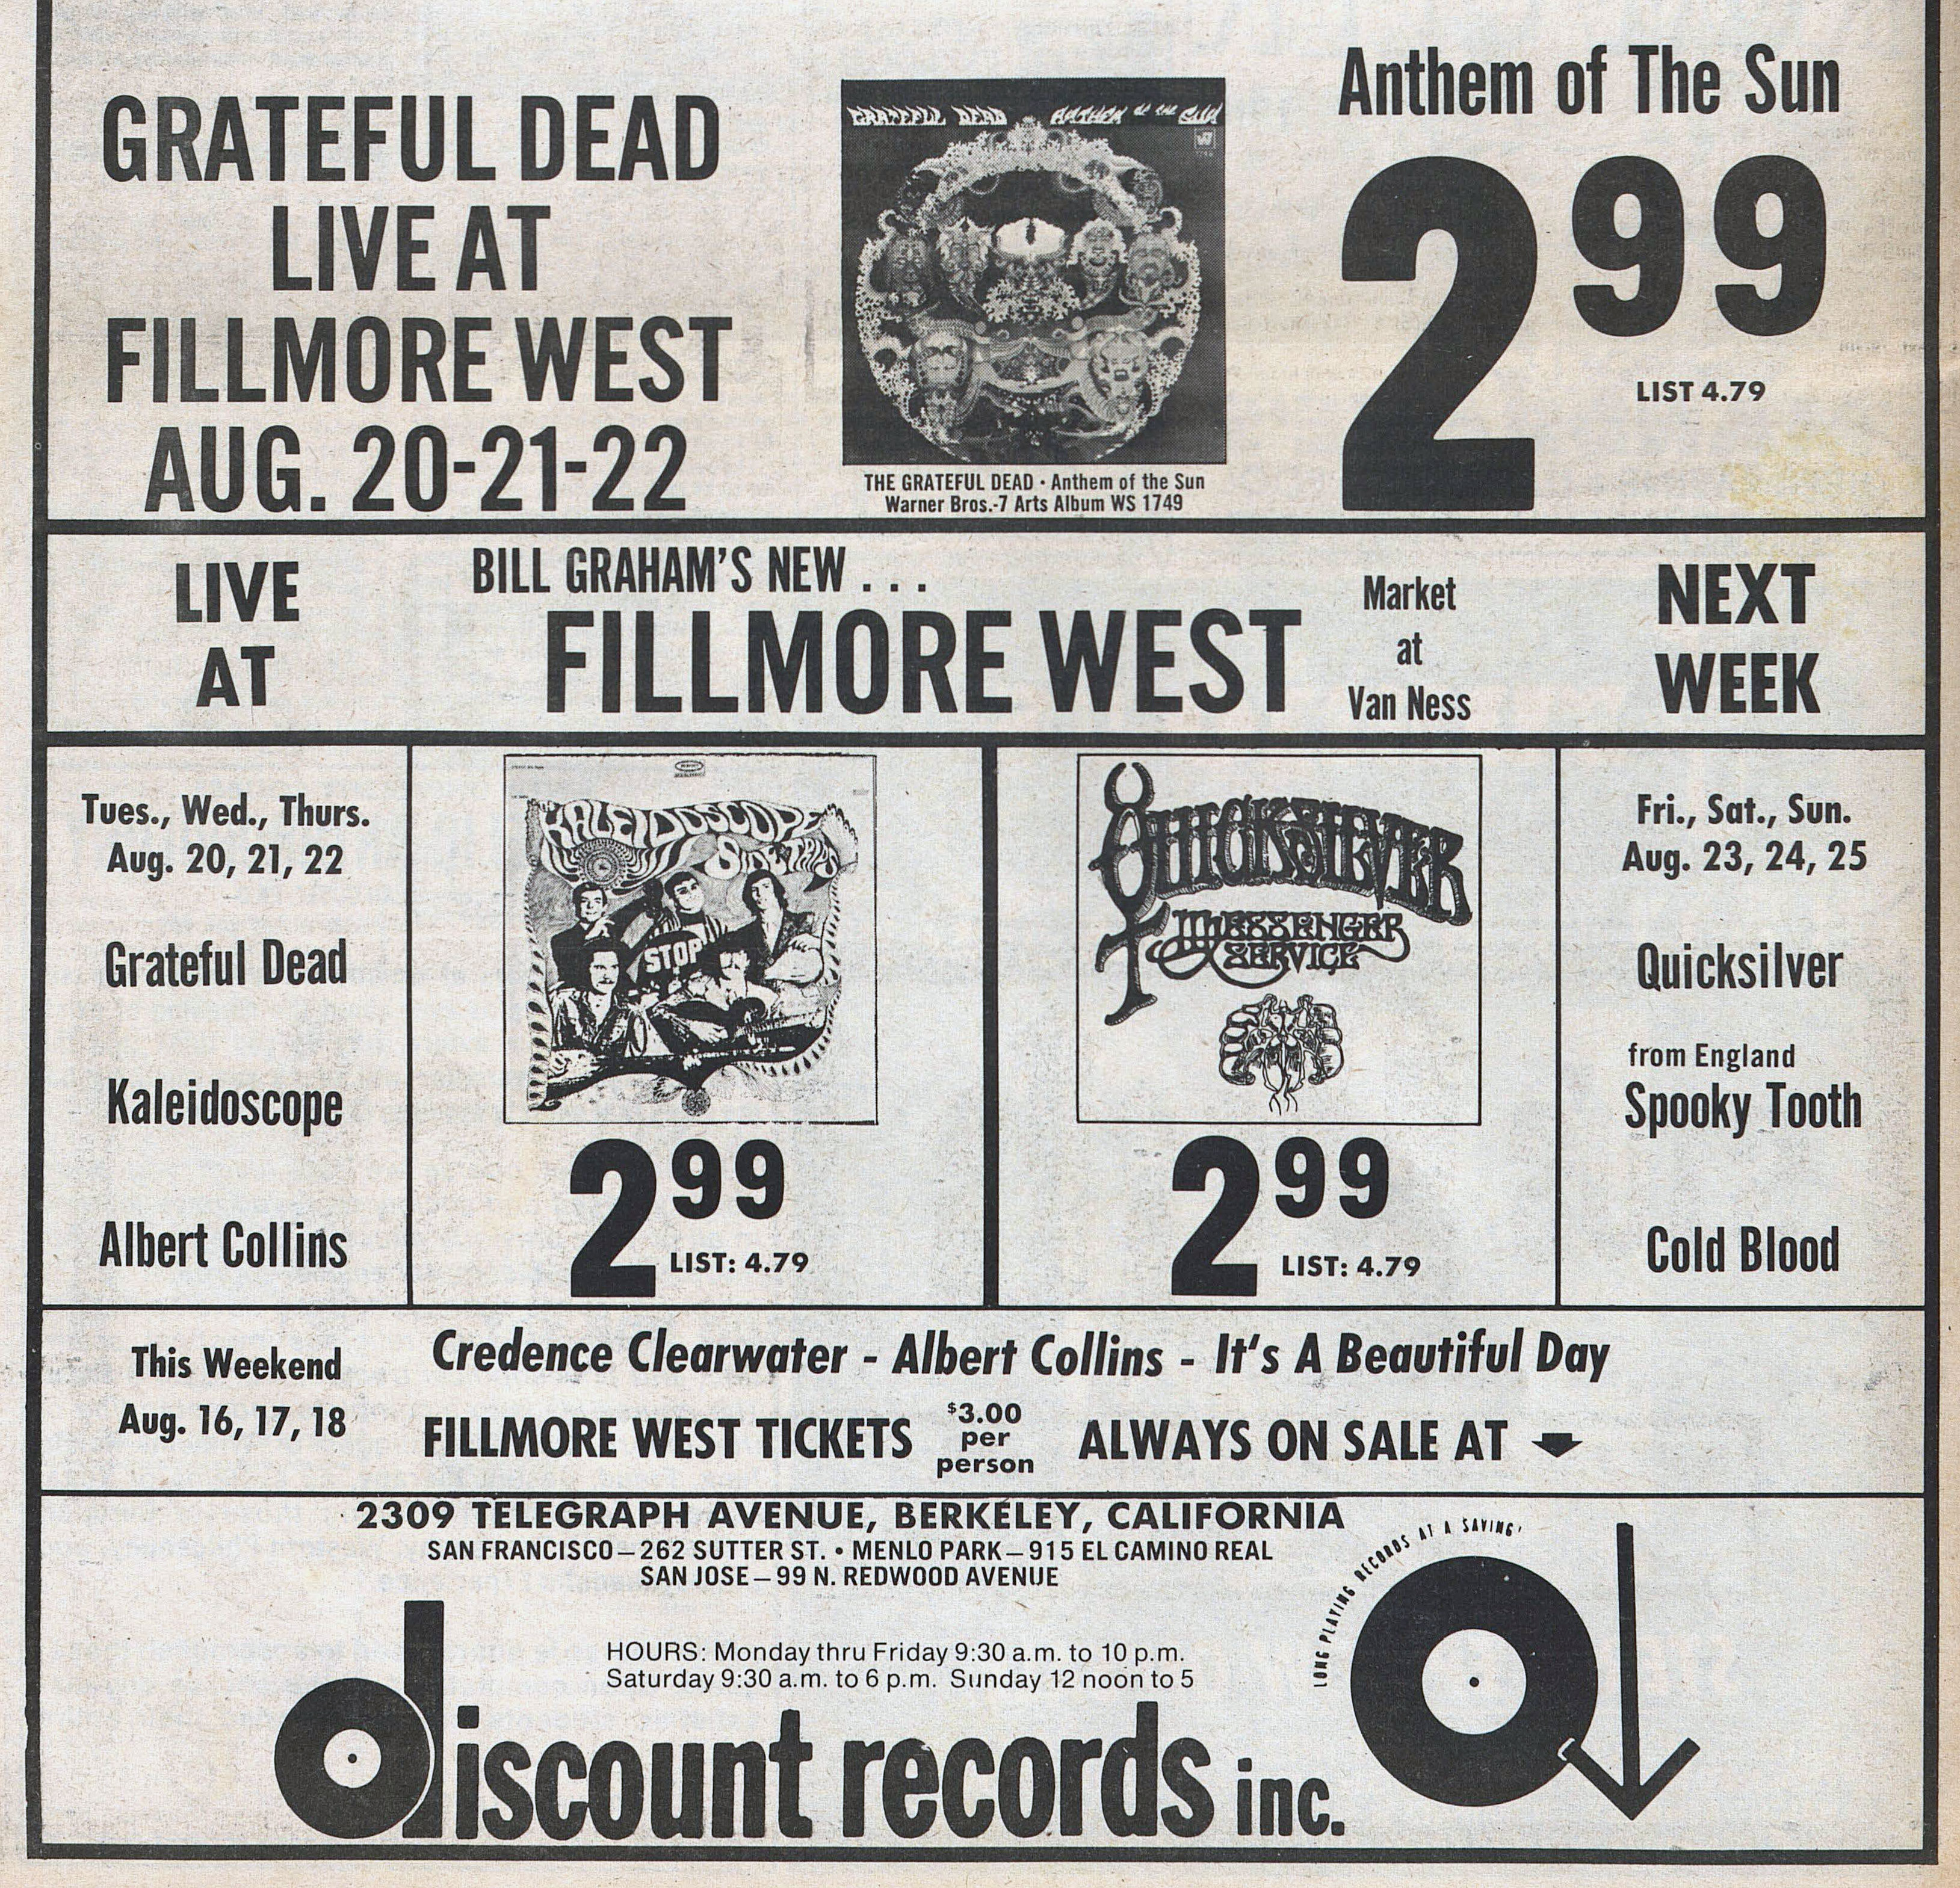 GRATEFUL DEAD
LIVE AT
FILLMORE WEST
AUG. 20-21-22
GRATEFUL DEAD ANTHEM OF THE SUN
THE GRATEFUL DEAD · Anthem of the Sun
Warner Bros.-7 Arts Album WS 1749
Anthem of The Sun
2 99
LIST 4.79
LIVE
AT
BILL GRAHAM'S NEW . . .
FILLMORE WEST
Market
at
Van Ness
NEXT
WEEK
Tues., Wed., Thurs.
Aug. 20, 21, 22
Grateful Dead
Kaleidoscope
Albert Collins
KALEIDOSCOPE
SIDE TRIPS
STOP
2 99
LIST: 4.79
QUICKSILVER
MESSENGER
SERVICE
2 99
LIST: 4.79
Fri., Sat., Sun.
Aug. 23, 24, 25
Quicksilver
from England
Spooky Tooth
Cold Blood
This Weekend
Aug. 16, 17, 18
Credence Clearwater - Albert Collins - It's A Beautiful Day
FILLMORE WEST TICKETS $3.00 per person ALWAYS ON SALE AT
2309 TELEGRAPH AVENUE, BERKELEY, CALIFORNIA
SAN FRANCISCO—262 SUTTER ST. • MENLO PARK—915 EL CAMINO REAL
SAN JOSE—99 N. REDWOOD AVENUE
HOURS: Monday thru Friday 9:30 a.m. to 10 p.m.
Saturday 9:30 a.m. to 6 p.m. Sunday 12 noon to 5
discount records inc.
LONG PLAYING RECORDS AT A SAVING!